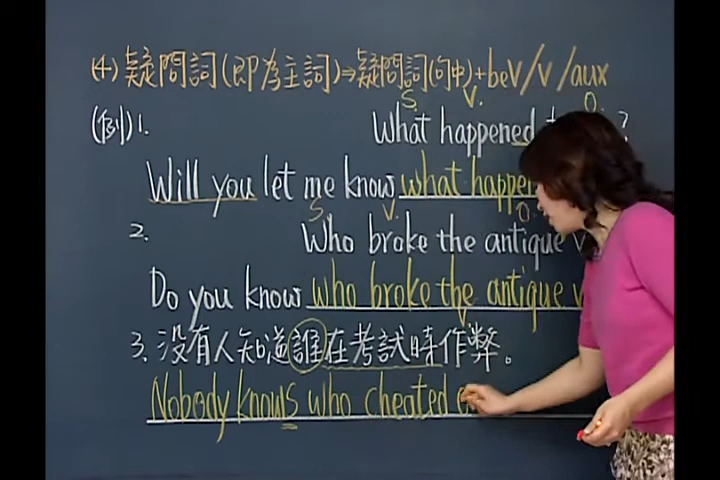 (4) 疑問詞(即為主詞)⇒疑問詞(句中)+beV/V/aux
S. V. O.
(例) 1. What happened ?
Will you let me know what happen
S. V. O.
2. Who broke the antique
Do you know who broke the antique
3. 沒有人知道誰在考試時作弊。
Nobody knows who cheated